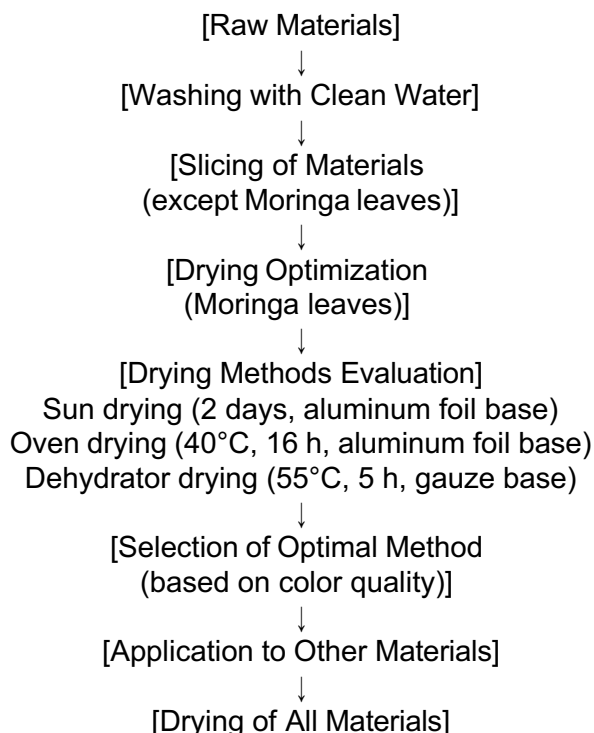 [Raw Materials]
↓
[Washing with Clean Water]
↓
[Slicing of Materials
(except Moringa leaves)]
↓
[Drying Optimization
(Moringa leaves)]
↓
[Drying Methods Evaluation]
Sun drying (2 days, aluminum foil base)
Oven drying (40°C, 16 h, aluminum foil base)
Dehydrator drying (55°C, 5 h, gauze base)
↓
[Selection of Optimal Method
(based on color quality)]
↓
[Application to Other Materials]
↓
[Drying of All Materials]